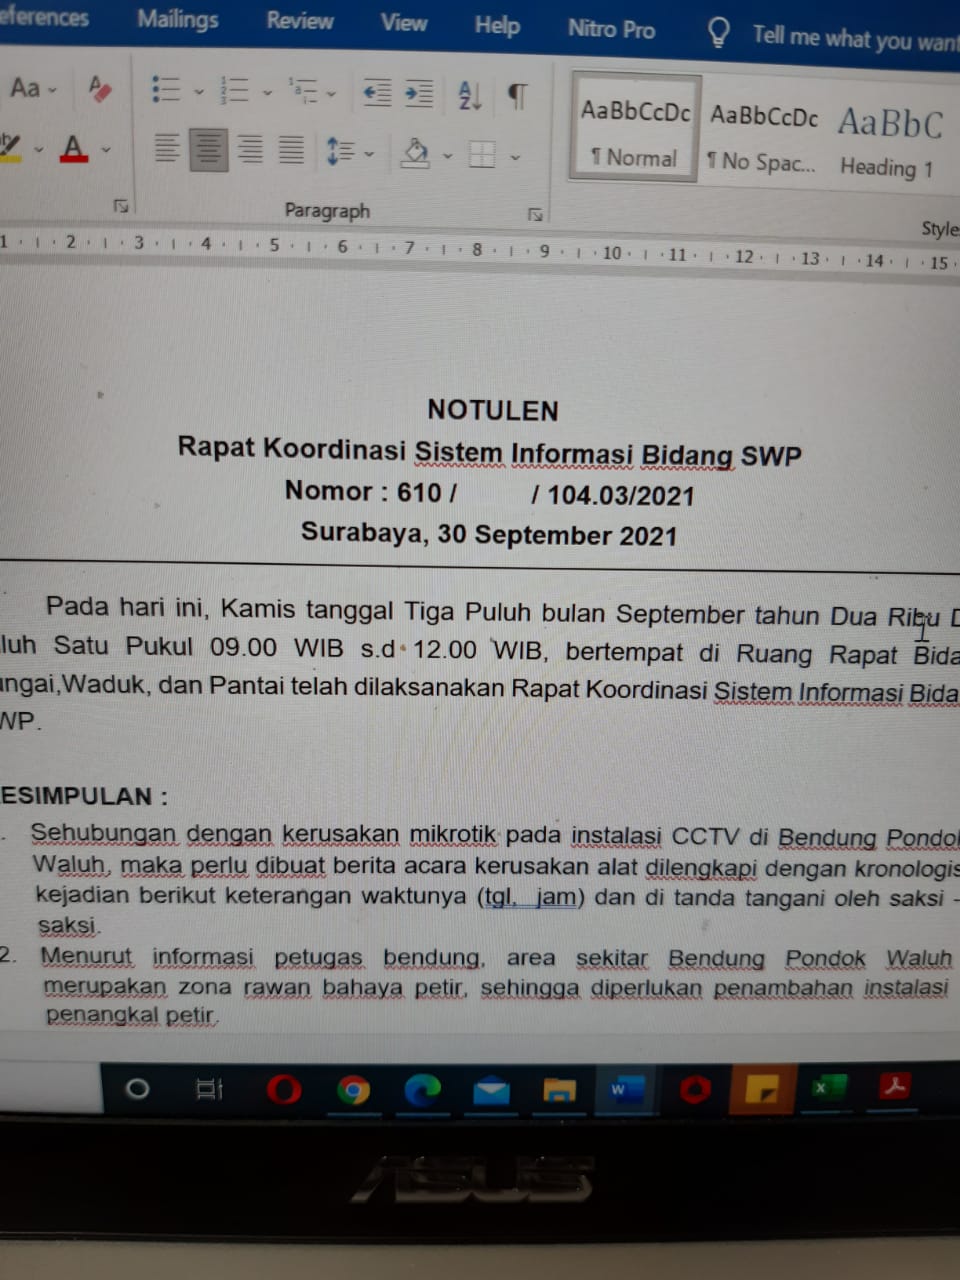 eferences Mailings Review View Help Nitro Pro Tell me what you want
Aa AaBbCcDc AaBbCcDc AaBbC
A ¶ Normal ¶ No Spac... Heading 1
Paragraph Style
1 2 3 4 5 6 7 8 9 10 11 12 13 14 15
NOTULEN
Rapat Koordinasi Sistem Informasi Bidang SWP
Nomor : 610 / / 104.03/2021
Surabaya, 30 September 2021
Pada hari ini, Kamis tanggal Tiga Puluh bulan September tahun Dua Ribu D
luh Satu Pukul 09.00 WIB s.d 12.00 WIB, bertempat di Ruang Rapat Bida
ungai,Waduk, dan Pantai telah dilaksanakan Rapat Koordinasi Sistem Informasi Bida
WP.
ESIMPULAN :
. Sehubungan dengan kerusakan mikrotik pada instalasi CCTV di Bendung Pondok
Waluh, maka perlu dibuat berita acara kerusakan alat dilengkapi dengan kronologis
kejadian berikut keterangan waktunya (tgl, jam) dan di tanda tangani oleh saksi -
saksi.
2. Menurut informasi petugas bendung, area sekitar Bendung Pondok Waluh
merupakan zona rawan bahaya petir, sehingga diperlukan penambahan instalasi
penangkal petir.
ASUS